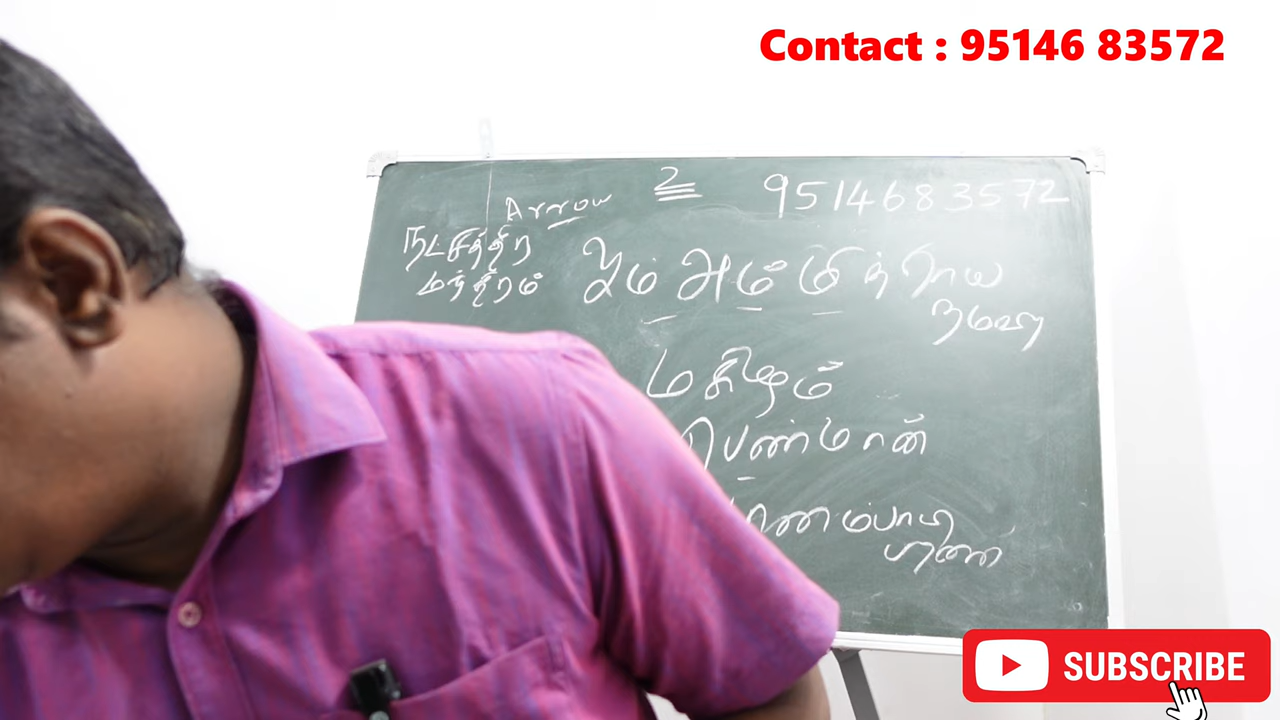 Contact : 95146 83572
Arrow 2 9514683572
நட்சத்திர
மந்திரம்
ஓம் அம் மித்ராய
நமஹ
மகிழம்
பெண்மான்
SUBSCRIBE